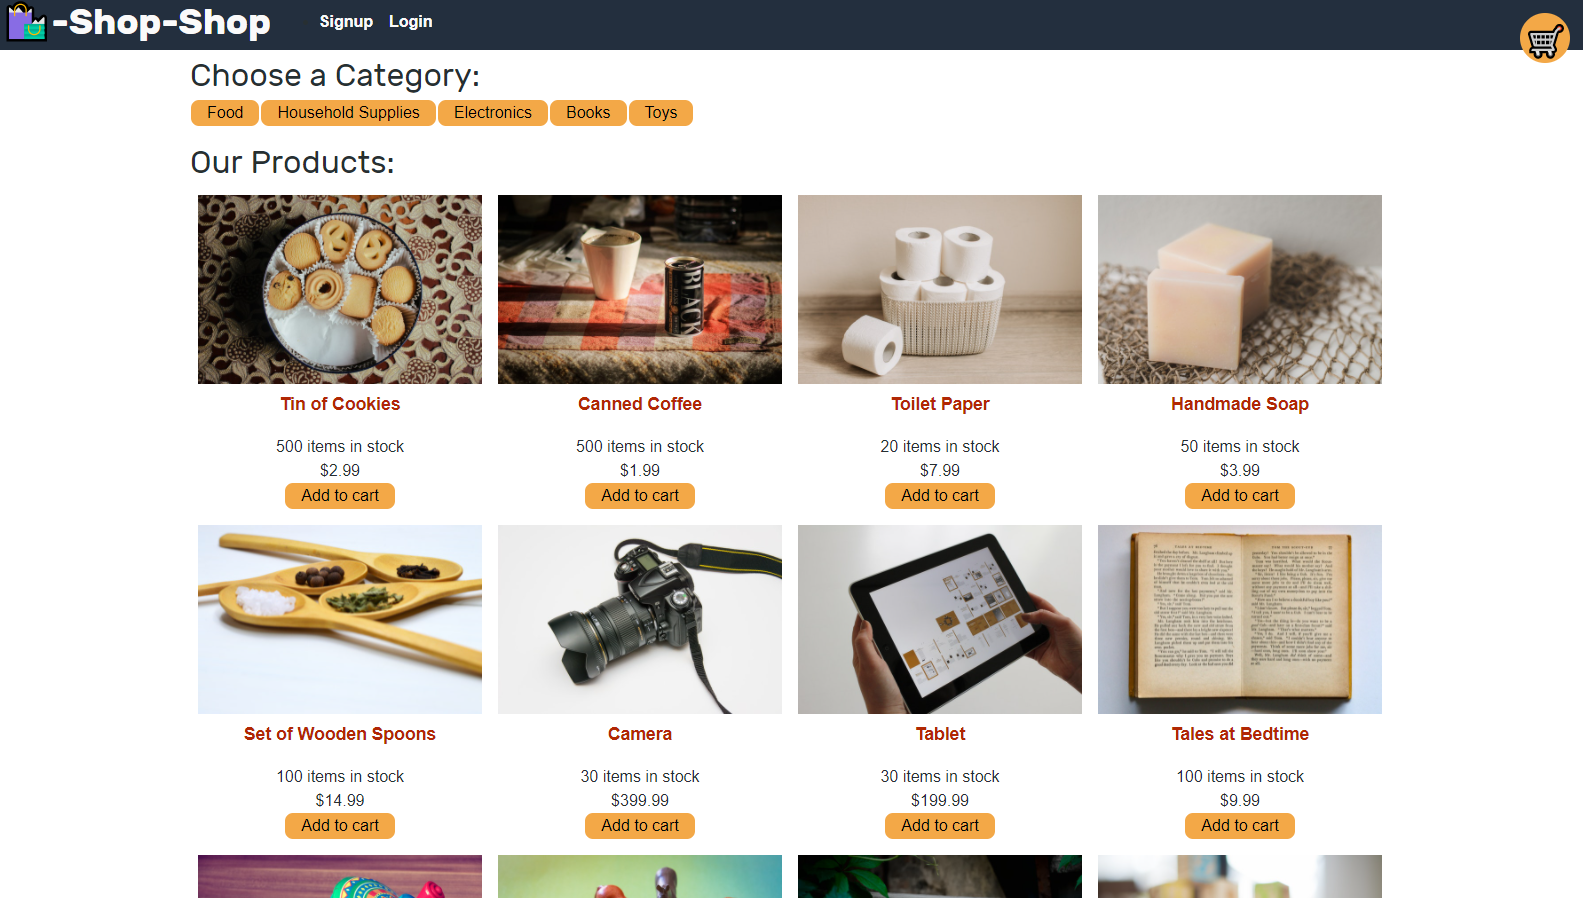 -Shop-Shop Signup Login
Choose a Category:
Food Household Supplies Electronics Books Toys
Our Products:
BLACK
Tin of Cookies Canned Coffee Toilet Paper Handmade Soap
500 items in stock 500 items in stock 20 items in stock 50 items in stock
$2.99 $1.99 $7.99 $3.99
Add to cart Add to cart Add to cart Add to cart
Set of Wooden Spoons Camera Tablet Tales at Bedtime
100 items in stock 30 items in stock 30 items in stock 100 items in stock
$14.99 $399.99 $199.99 $9.99
Add to cart Add to cart Add to cart Add to cart